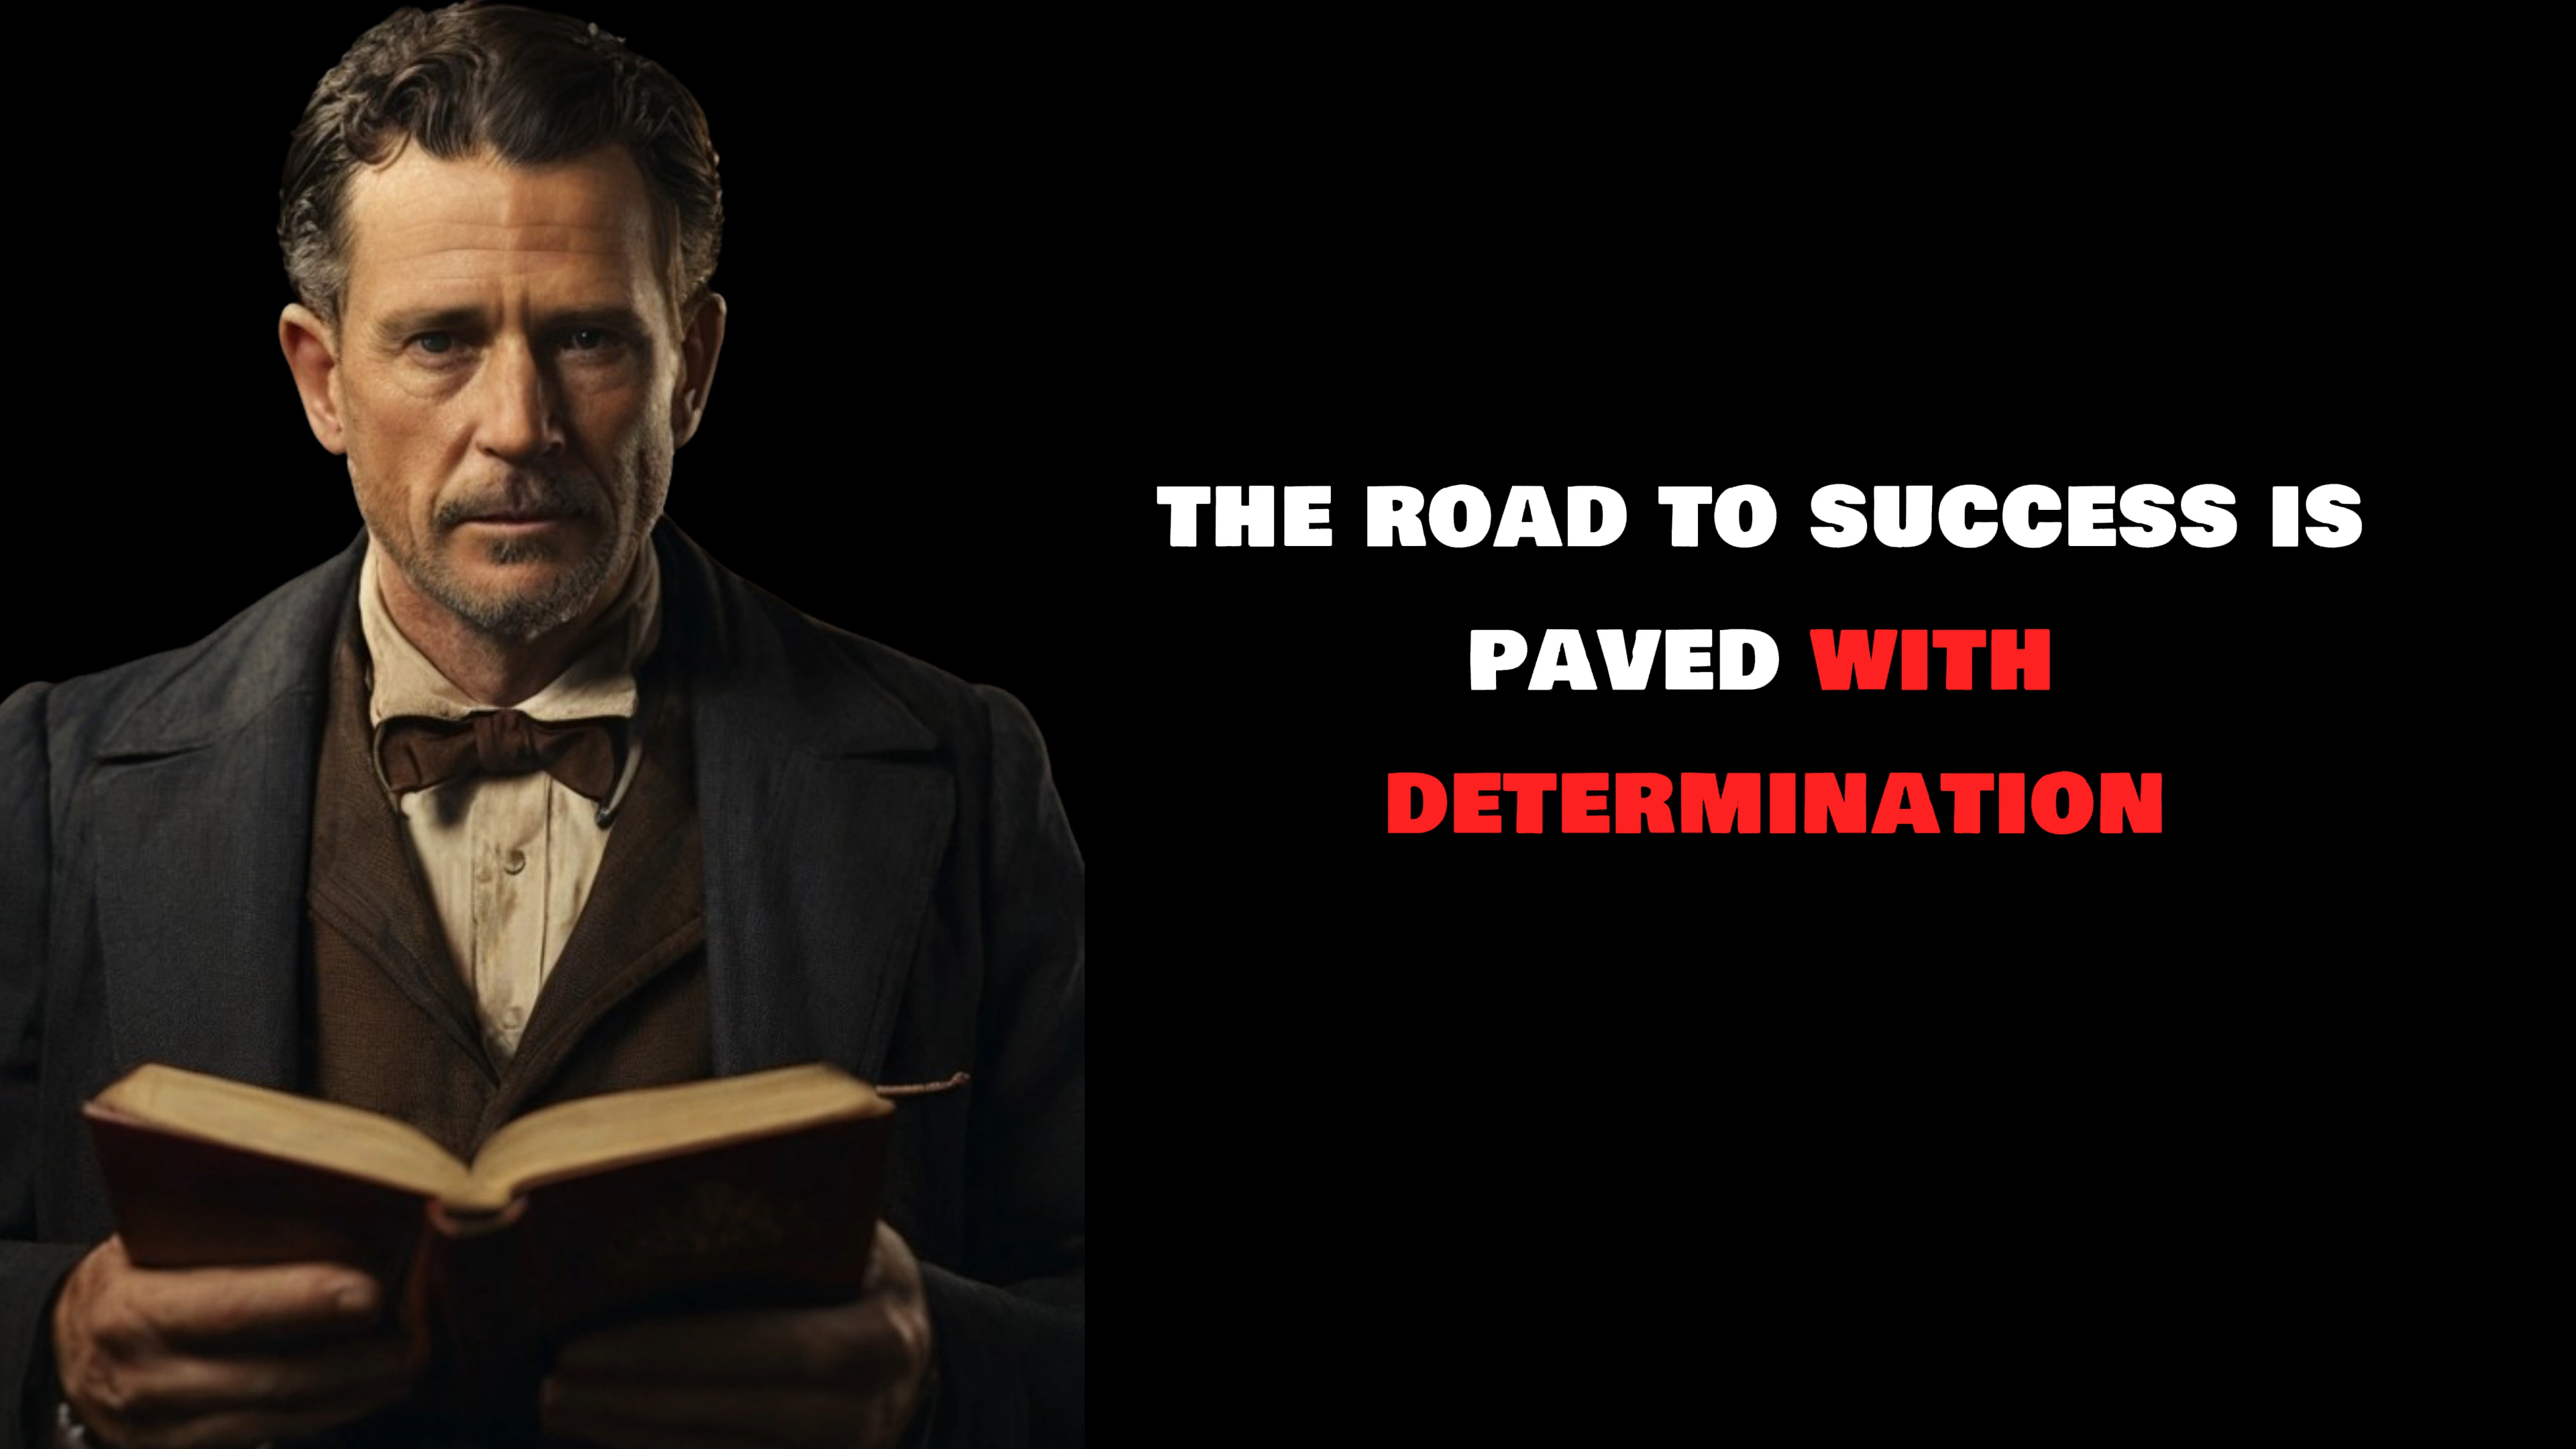 THE ROAD TO SUCCESS IS
PAVED WITH
DETERMINATION